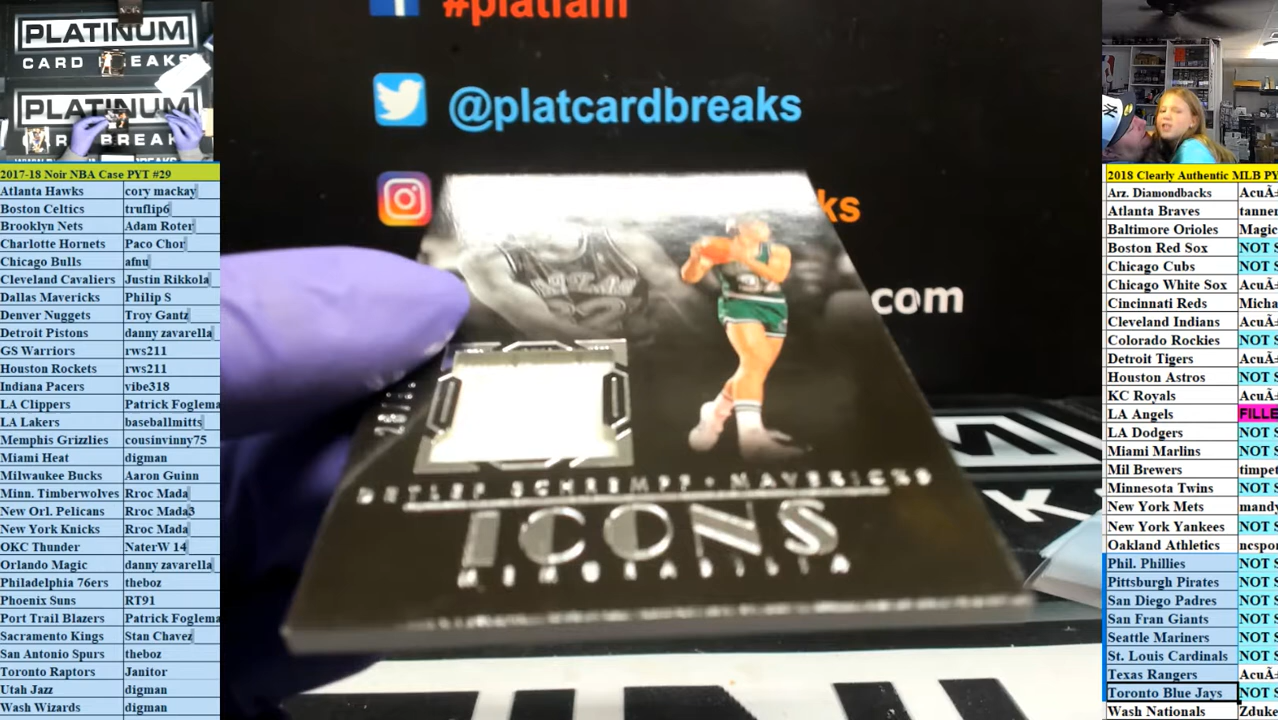 PLATINUM
CARD BREAKS
PLATINUM
#platfam
@platcardbreaks
.com
DETLEF SCHREMPF • MAVERICKS
ICONS
MEMORABILIA
2017-18 Noir NBA Case PYT #29
Atlanta Hawks cory mackay
Boston Celtics truflip6
Brooklyn Nets Adam Roter
Charlotte Hornets Paco Chor
Chicago Bulls afnu
Cleveland Cavaliers Justin Rikkola
Dallas Mavericks Philip S
Denver Nuggets Troy Gantz
Detroit Pistons danny zavarella
GS Warriors rws211
Houston Rockets rws211
Indiana Pacers vibe318
LA Clippers Patrick Foglema
LA Lakers baseballmitts
Memphis Grizzlies cousinvinny75
Miami Heat digman
Milwaukee Bucks Aaron Guinn
Minn. Timberwolves Rroc Mada
New Orl. Pelicans Rroc Mada3
New York Knicks Rroc Mada
OKC Thunder NaterW 14
Orlando Magic danny zavarella
Philadelphia 76ers theboz
Phoenix Suns RT91
Port Trail Blazers Patrick Foglema
Sacramento Kings Stan Chavez
San Antonio Spurs theboz
Toronto Raptors Janitor
Utah Jazz digman
Wash Wizards digman
2018 Clearly Authentic MLB PY
Arz. Diamondbacks AcuÃ±
Atlanta Braves tanner
Baltimore Orioles Magic
Boston Red Sox NOT S
Chicago Cubs NOT S
Chicago White Sox AcuÃ±
Cincinnati Reds Micha
Cleveland Indians AcuÃ±
Colorado Rockies NOT S
Detroit Tigers AcuÃ±
Houston Astros NOT S
KC Royals AcuÃ±
LA Angels FILLE
LA Dodgers NOT S
Miami Marlins NOT S
Mil Brewers timpet
Minnesota Twins NOT S
New York Mets mandy
New York Yankees NOT S
Oakland Athletics ncspor
Phil. Phillies NOT S
Pittsburgh Pirates NOT S
San Diego Padres NOT S
San Fran Giants NOT S
Seattle Mariners NOT S
St. Louis Cardinals NOT S
Texas Rangers AcuÃ±
Toronto Blue Jays NOT S
Wash Nationals Zduke